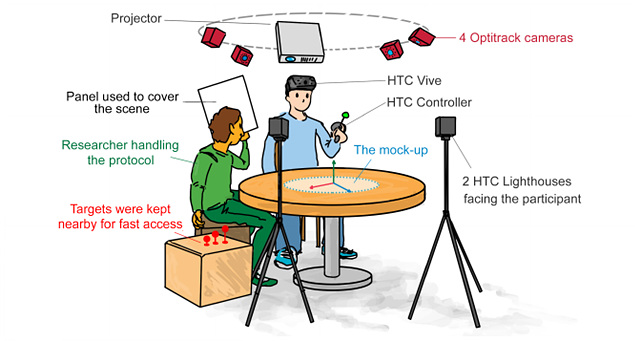 Projector
4 Optitrack cameras
HTC Vive
Panel used to cover
the scene
HTC Controller
Researcher handling
the protocol
The mock-up
2 HTC Lighthouses
facing the participant
Targets were kept
nearby for fast access